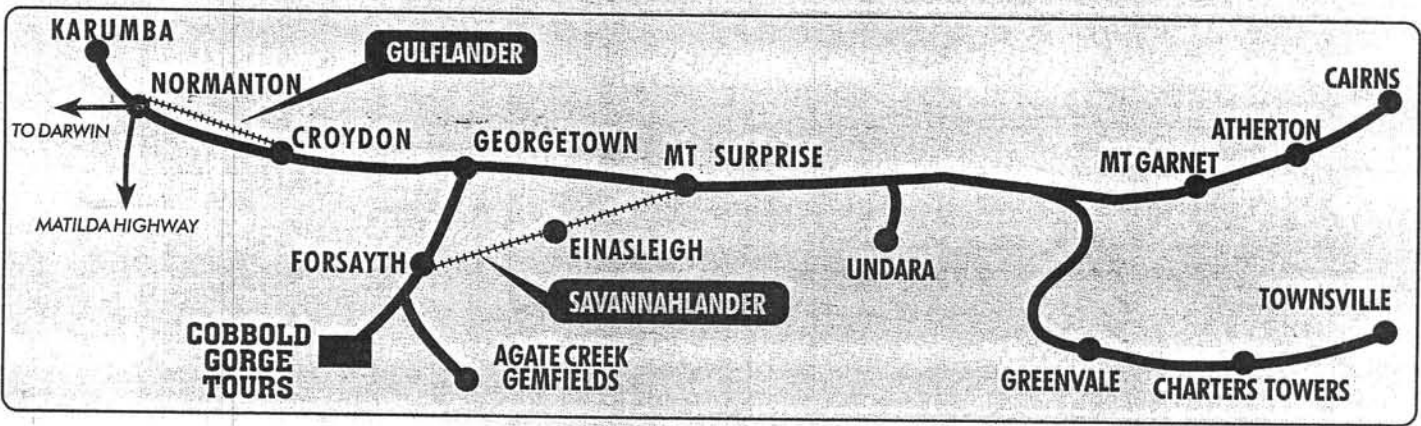 KARUMBA
GULFLANDER
NORMANTON
CAIRNS
TO DARWIN
CROYDON
GEORGETOWN
ATHERTON
MT SURPRISE
MT GARNET
MATILDA HIGHWAY
FORSAYTH
EINASLEIGH
UNDARA
SAVANNAHLANDER
TOWNSVILLE
COBBOLD
GORGE
TOURS
AGATE CREEK
GEMFIELDS
GREENVALE
CHARTERS TOWERS